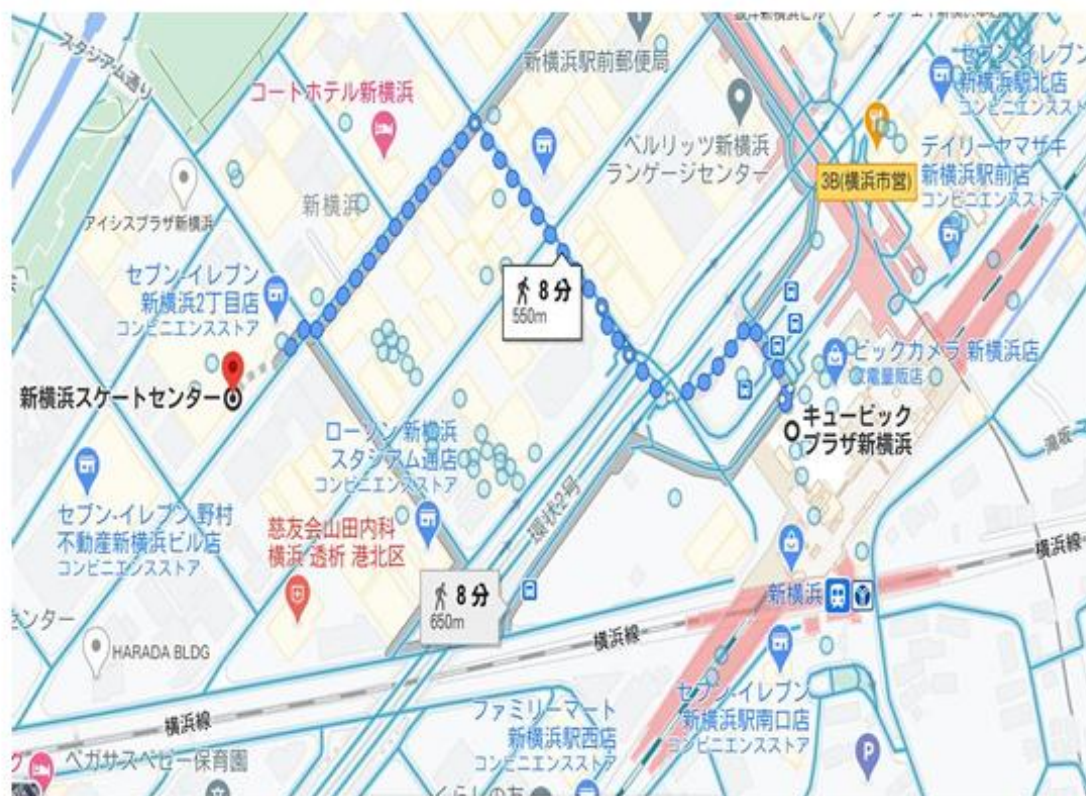 スタジアム通り
新横浜駅前郵便局
コートホテル新横浜
セブン-イレブン
新横浜駅北店
コンビニエンスストア
ベルリッツ新横浜
ランゲージセンター
3B(横浜市営)
デイリーヤマザキ
新横浜駅前店
コンビニエンスストア
アイシスプラザ新横浜
新横浜
セブン-イレブン
新横浜2丁目店
コンビニエンスストア
8 分
550m
ビックカメラ 新横浜店
家電量販店
新横浜スケートセンター
キュービック
プラザ新横浜
ローソン 新横浜
スタジアム通店
コンビニエンスストア
環状2号
セブン-イレブン 野村
不動産新横浜ビル店
コンビニエンスストア
慈友会山田内科
横浜 透析 港北区
8 分
650m
新横浜
横浜線
センター
HARADA BLDG
横浜線
セブン-イレブン
新横浜駅南口店
コンビニエンスストア
ファミリーマート
新横浜駅西店
コンビニエンスストア
横浜線
P
ペガサスベビー保育園
くらしの友